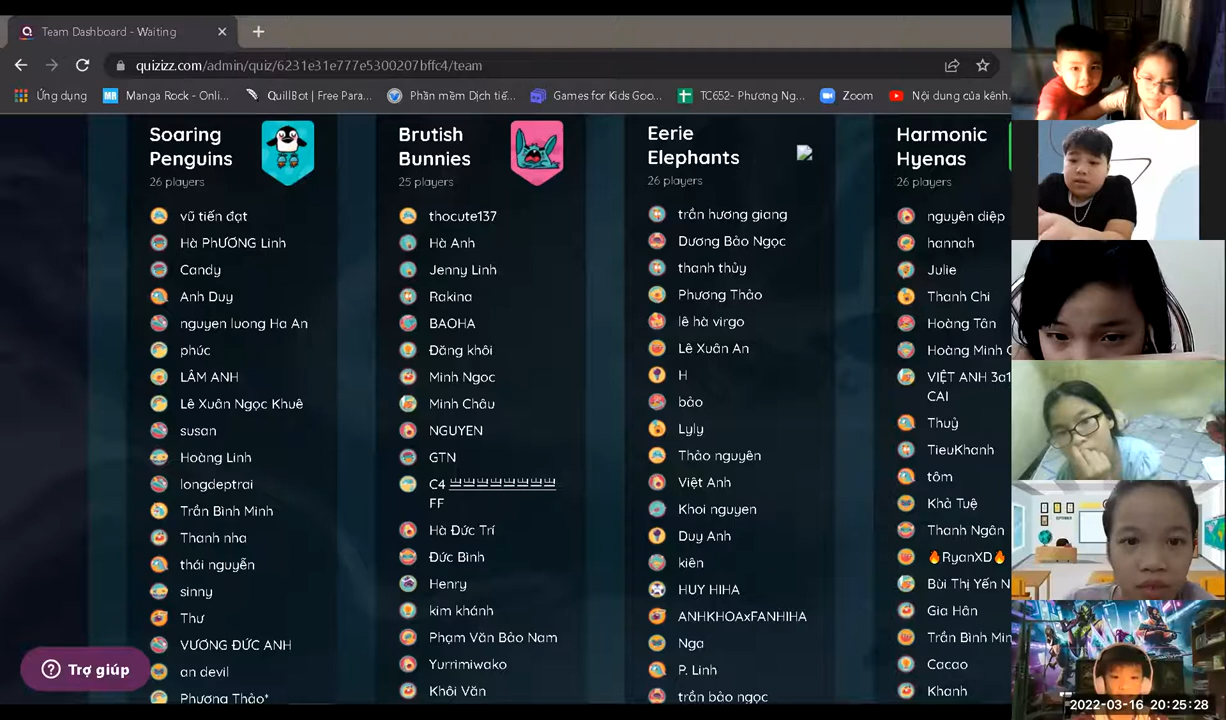 Team Dashboard - Waiting
quizizz.com/admin/quiz/6231e31e777e5300207bffc4/team
Ứng dụng
Manga Rock - Onli...
QuillBot | Free Para...
Phần mềm Dịch tiế...
Games for Kids Goo...
TC652- Phương Ng...
Zoom
Nội dung của kênh
Soaring
Penguins
26 players
vũ tiến đạt
Hà PhƯƠNG Linh
Candy
Anh Duy
nguyen luong Ha An
phúc
LÂM ANH
Lê Xuân Ngọc Khuê
susan
Hoàng Linh
longdeptrai
Trần Bình Minh
Thanh nha
thái nguyễn
sinny
Thư
VƯƠNG ĐỨC ANH
an devil
Phương Thảo*
Brutish
Bunnies
25 players
thocute137
Hà Anh
Jenny Linh
Rakina
BAOHA
Đăng khôi
Minh Ngoc
Minh Châu
NGUYEN
GTN
C4
FF
Hà Đức Trí
Đức Bình
Henry
kim khánh
Phạm Văn Bảo Nam
Yurrimiwako
Khôi Văn
Eerie
Elephants
26 players
trần hương giang
Dương Bảo Ngọc
thanh thủy
Phương Thảo
lê hà virgo
Lê Xuân An
H
bảo
Lyly
Thảo nguyên
Việt Anh
Khoi nguyen
Duy Anh
kiên
HUY HIHA
ANHKHOAxFANHIHA
Nga
P. Linh
trần bảo ngọc
Harmonic
Hyenas
26 players
nguyên diệp
hannah
Julie
Thanh Chi
Hoàng Tân
Hoàng Minh
VIỆT ANH 3a1
CAI
Thuỷ
TieuKhanh
tôm
Khả Tuệ
Thanh Ngân
🔥RyanXD🔥
Bùi Thị Yến N
Gia Hân
Trần Bình Min
Cacao
Khanh
Trợ giúp
2022-03-16 20:25:28